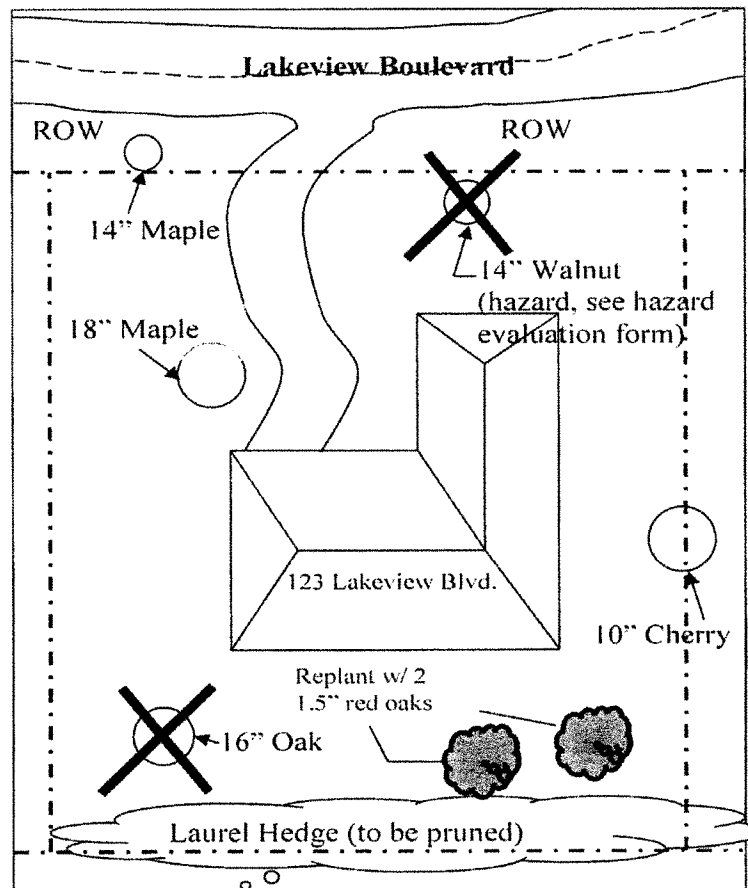 Lakeview Boulevard
ROW
ROW
14” Maple
14” Walnut
(hazard, see hazard
evaluation form)
18” Maple
123 Lakeview Blvd.
10” Cherry
Replant w/ 2
1.5” red oaks
16” Oak
Laurel Hedge (to be pruned)